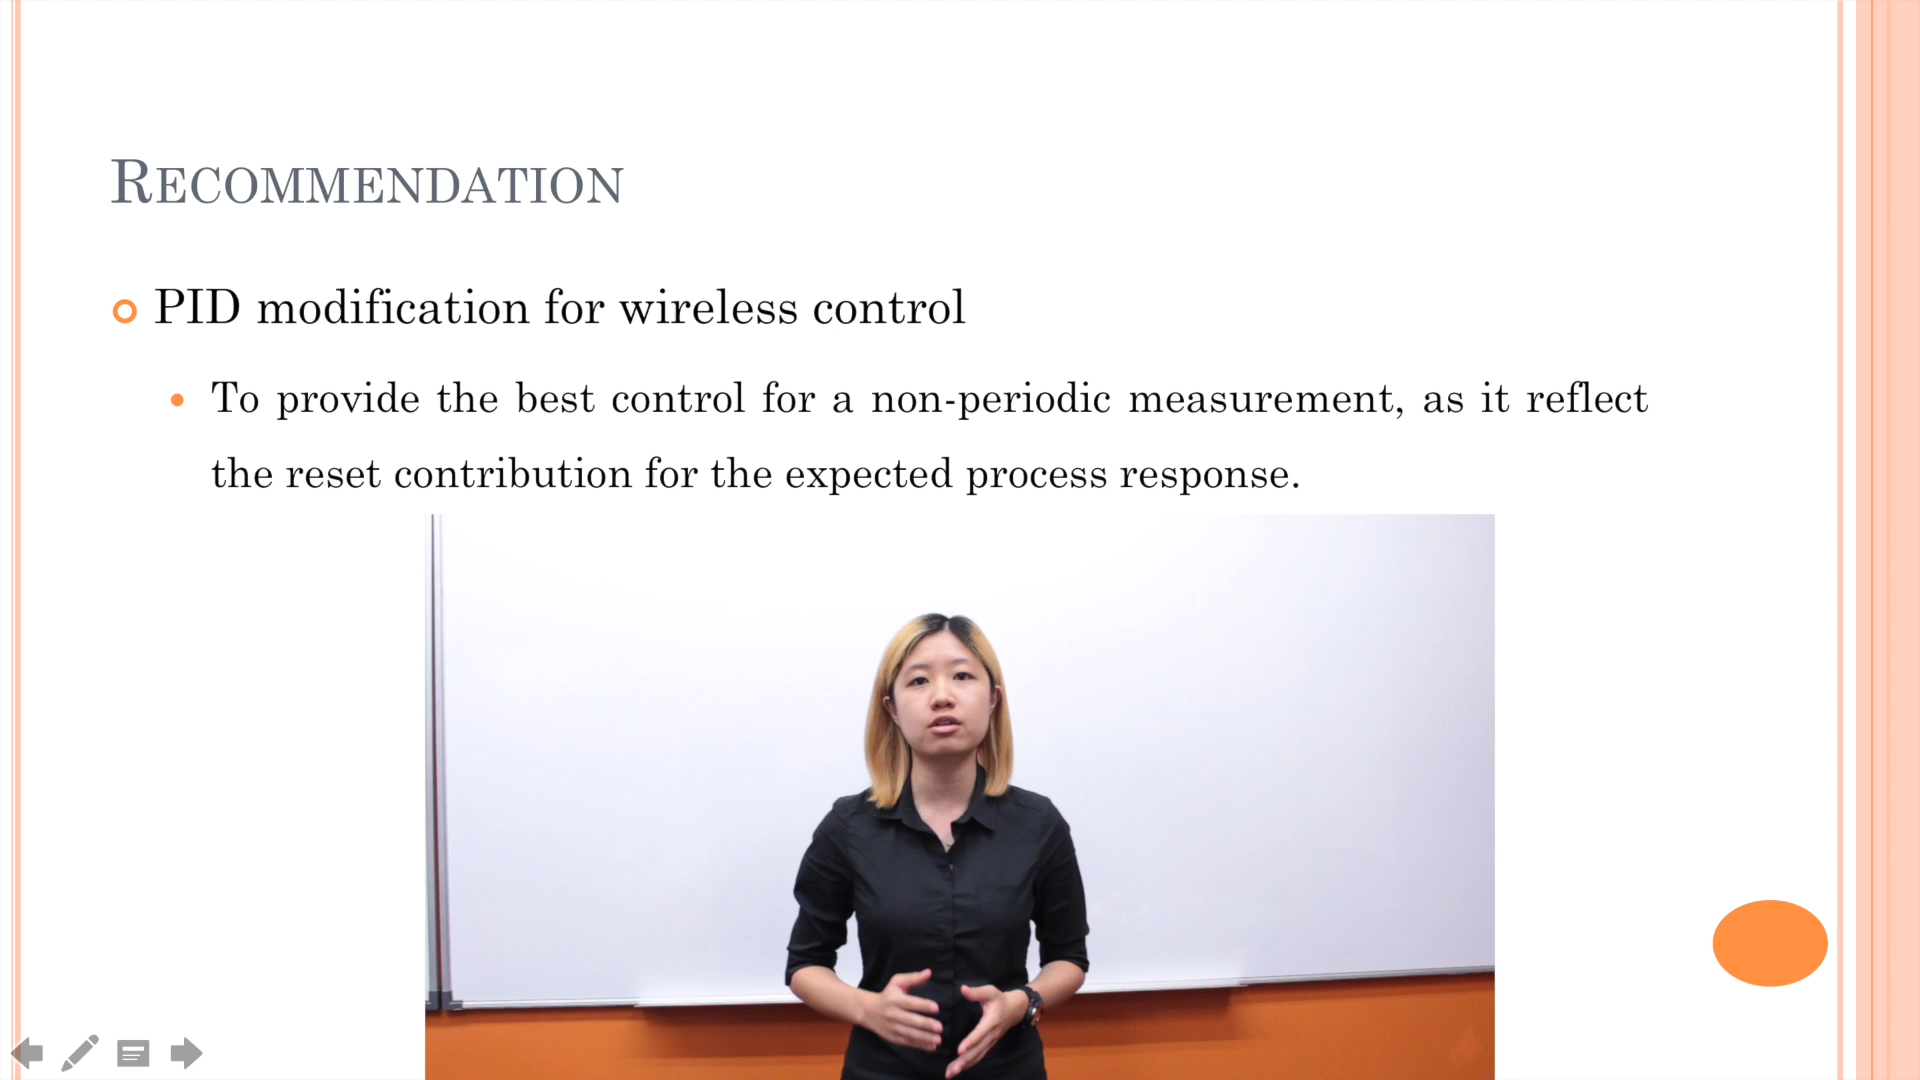 RECOMMENDATION
PID modification for wireless control
To provide the best control for a non-periodic measurement, as it reflect
the reset contribution for the expected process response.